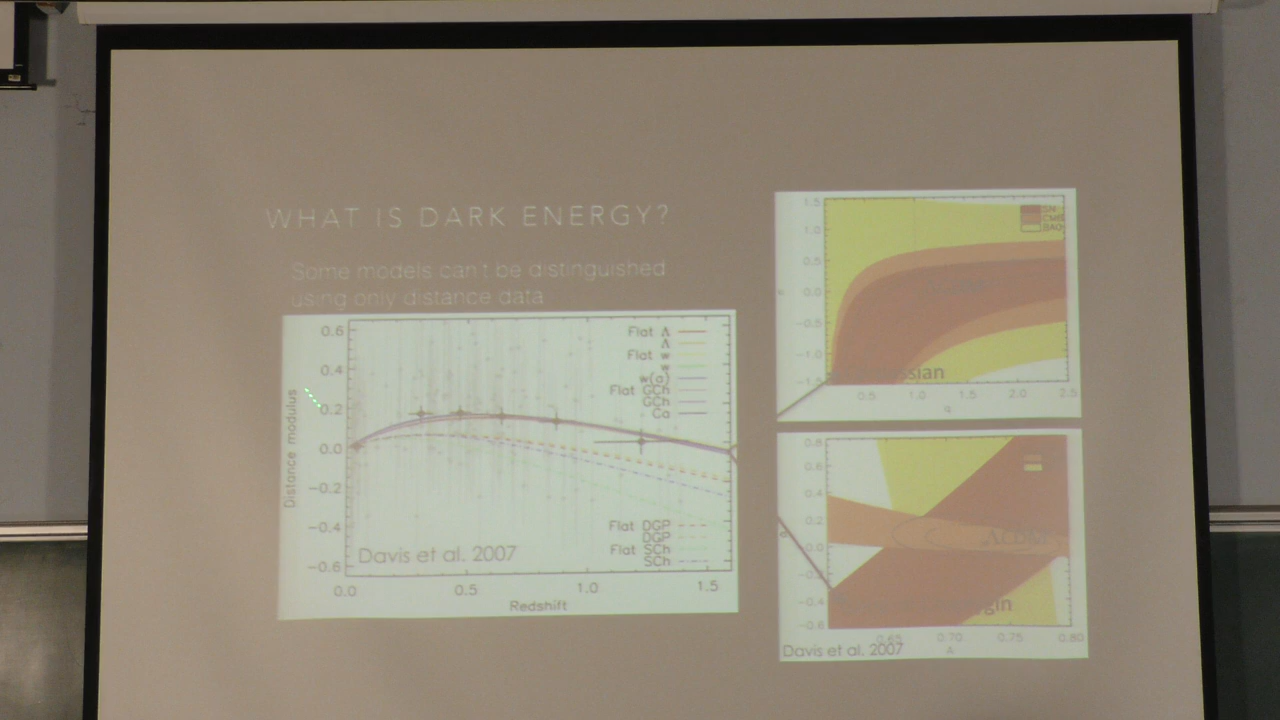 WHAT IS DARK ENERGY?
Some models can't be distinguished
using only distance data
Distance modulus
0.6
0.4
0.2
0.0
−0.2
−0.4
−0.6
Flat Λ
Λ
Flat w
w
w(a)
Flat GCh
GCh
Ca
Flat DGP
DGP
Flat SCh
SCh
Davis et al. 2007
0.0 0.5 1.0 1.5
Redshift
1.5
1.0
0.5
0.0
−0.5
−1.0
−1.5
SN
CMB
BAO
0.5 1.0 1.5 2.0 2.5
q
0.8
0.6
0.4
0.2
0.0
−0.2
−0.4
−0.6
ΛCDM
0.65 0.70 0.75 0.80
A
Davis et al. 2007